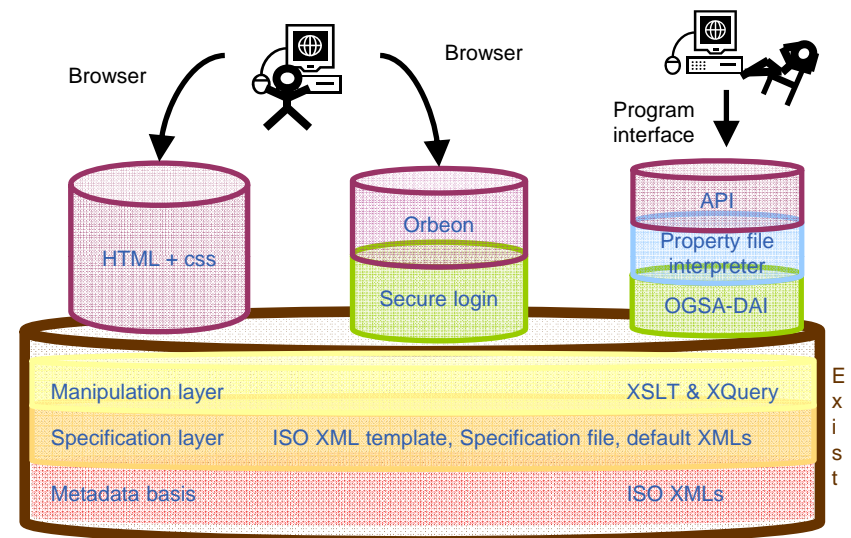 Browser
Browser
Program
interface
HTML + css
Orbeon
Secure login
API
Property file
interpreter
OGSA-DAI
Manipulation layer XSLT & XQuery
Specification layer ISO XML template, Specification file, default XMLs
Metadata basis ISO XMLs
E
x
i
s
t